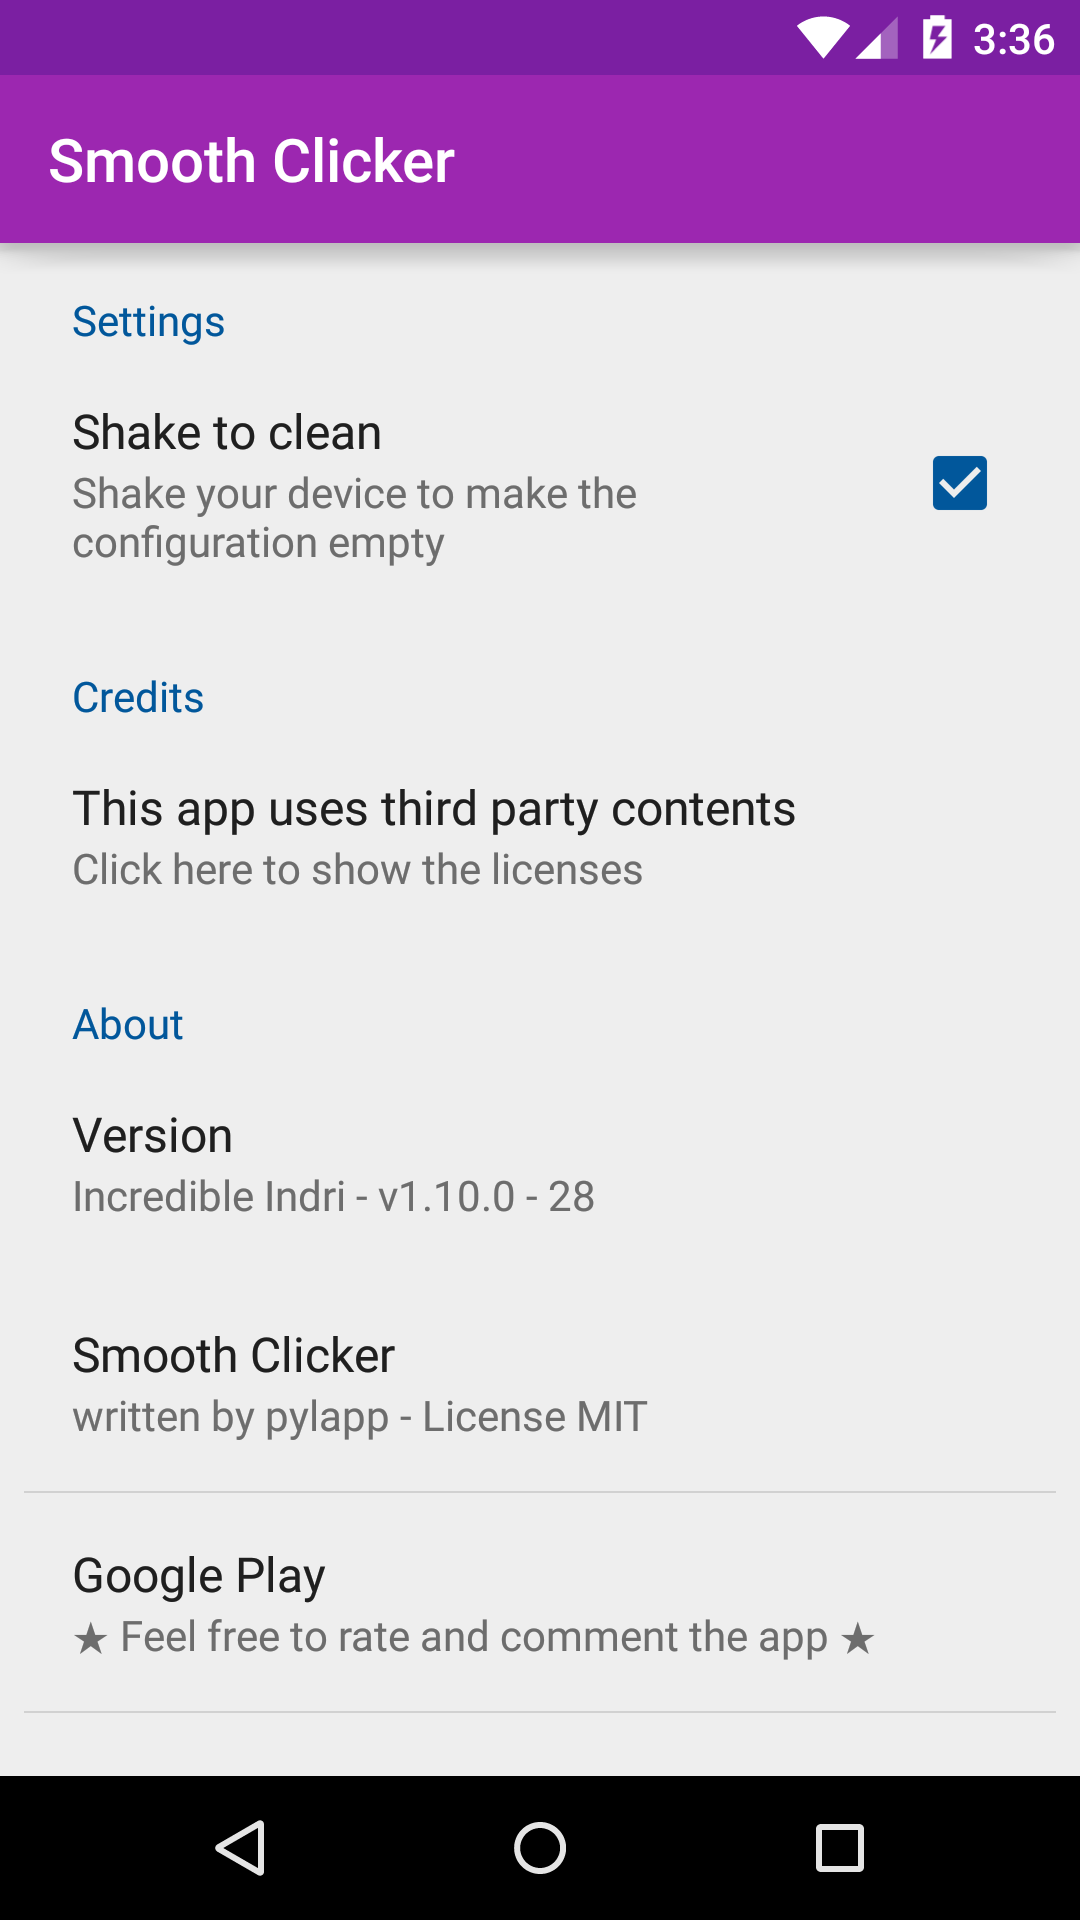 3:36
Smooth Clicker
Settings
Shake to clean
Shake your device to make the
configuration empty
Credits
This app uses third party contents
Click here to show the licenses
About
Version
Incredible Indri - v1.10.0 - 28
Smooth Clicker
written by pylapp - License MIT
Google Play
★ Feel free to rate and comment the app ★